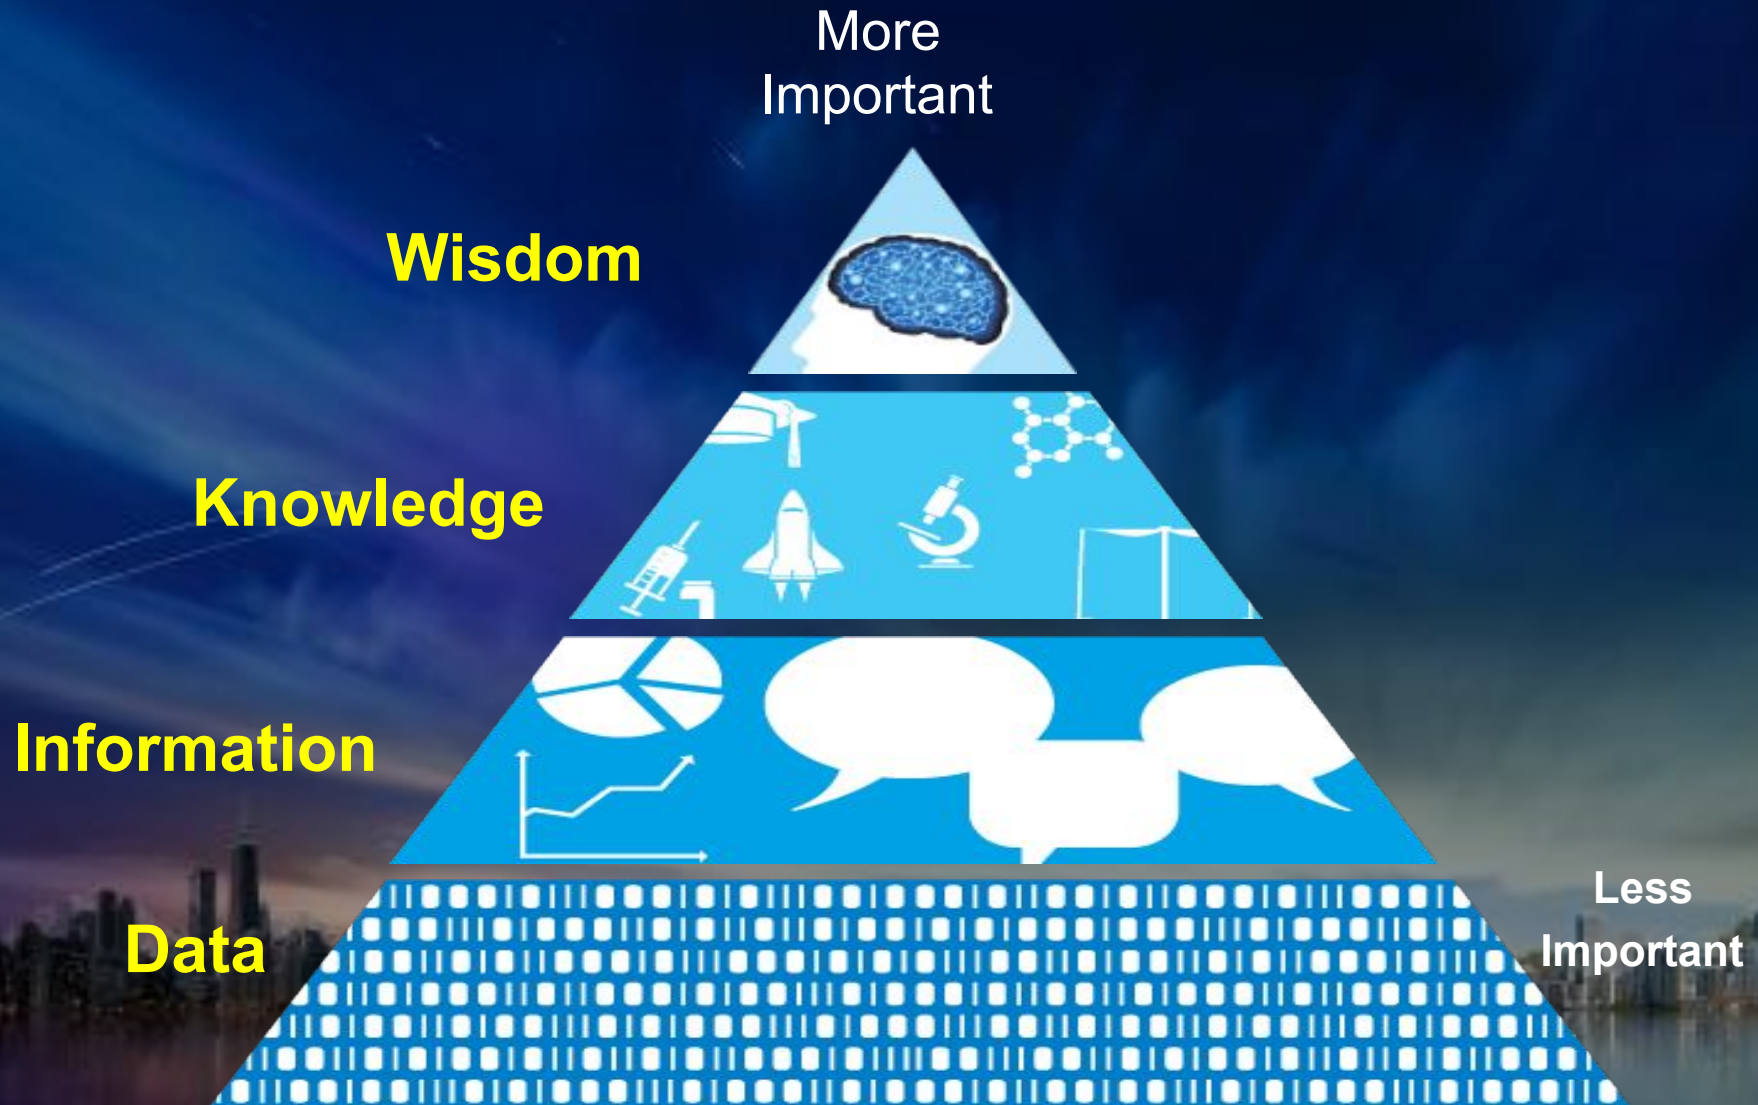 More
Important
Wisdom
Knowledge
Information
Data
Less
Important